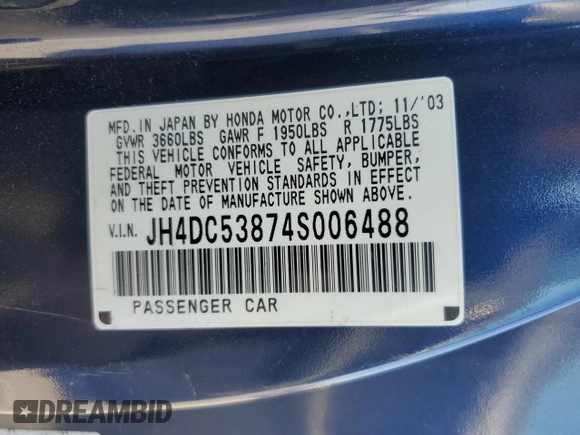 MFD. IN JAPAN BY HONDA MOTOR CO.,LTD; 11/'03
GVWR 3660LBS GAWR F 1950LBS R 1775LBS
THIS VEHICLE CONFORMS TO ALL APPLICABLE
FEDERAL MOTOR VEHICLE SAFETY, BUMPER,
AND THEFT PREVENTION STANDARDS IN EFFECT
ON THE DATE OF MANUFACTURE SHOWN ABOVE.
V.I.N. JH4DC53874S006488
PASSENGER CAR
DREAMBID